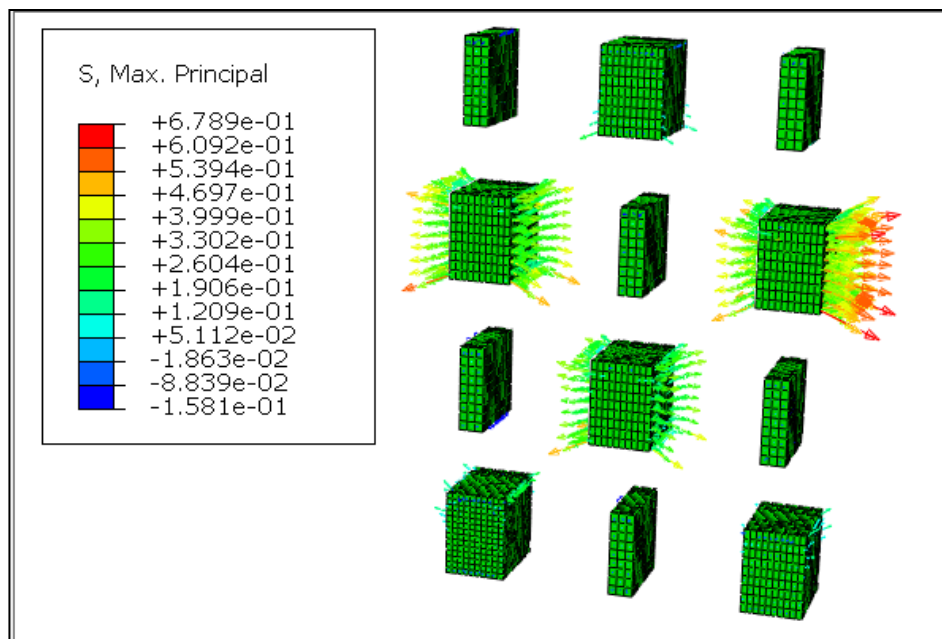 S, Max. Principal
+6.789e-01
+6.092e-01
+5.394e-01
+4.697e-01
+3.999e-01
+3.302e-01
+2.604e-01
+1.906e-01
+1.209e-01
+5.112e-02
-1.863e-02
-8.839e-02
-1.581e-01